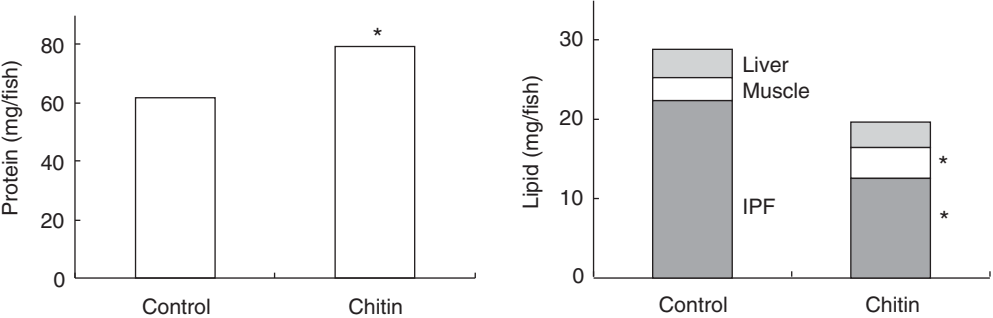 Protein (mg/fish)
80
60
40
20
0
*
Control
Chitin
Lipid (mg/fish)
30
20
10
0
Liver
Muscle
IPF
*
*
Control
Chitin